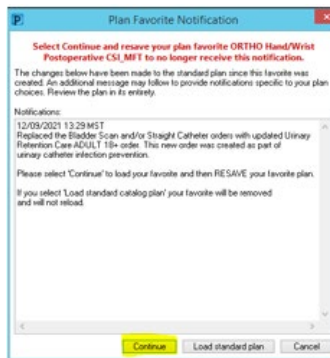 Plan Favorite Notification
Select Continue and resave your plan favorite ORTHO Hand/Wrist
Postoperative CSI_MFT to no longer receive this notification.
The changes below have been made to the standard plan since this favorite was
created. An additional message may follow to provide notifications specific to your plan
choices. Review the plan in its entirety.
Notifications:
12/09/2021 13:29 MST
Replaced the Bladder Scan and/or Straight Catheter orders with updated Urinary
Retention Care ADULT 18+ order. This new order was created as part of
urinary catheter infection prevention.
Please select 'Continue' to load your favorite and then RESAVE your favorite plan.
If you select 'Load standard catalog plan' your favorite will be removed
and will not reload.
Continue
Load standard plan
Cancel